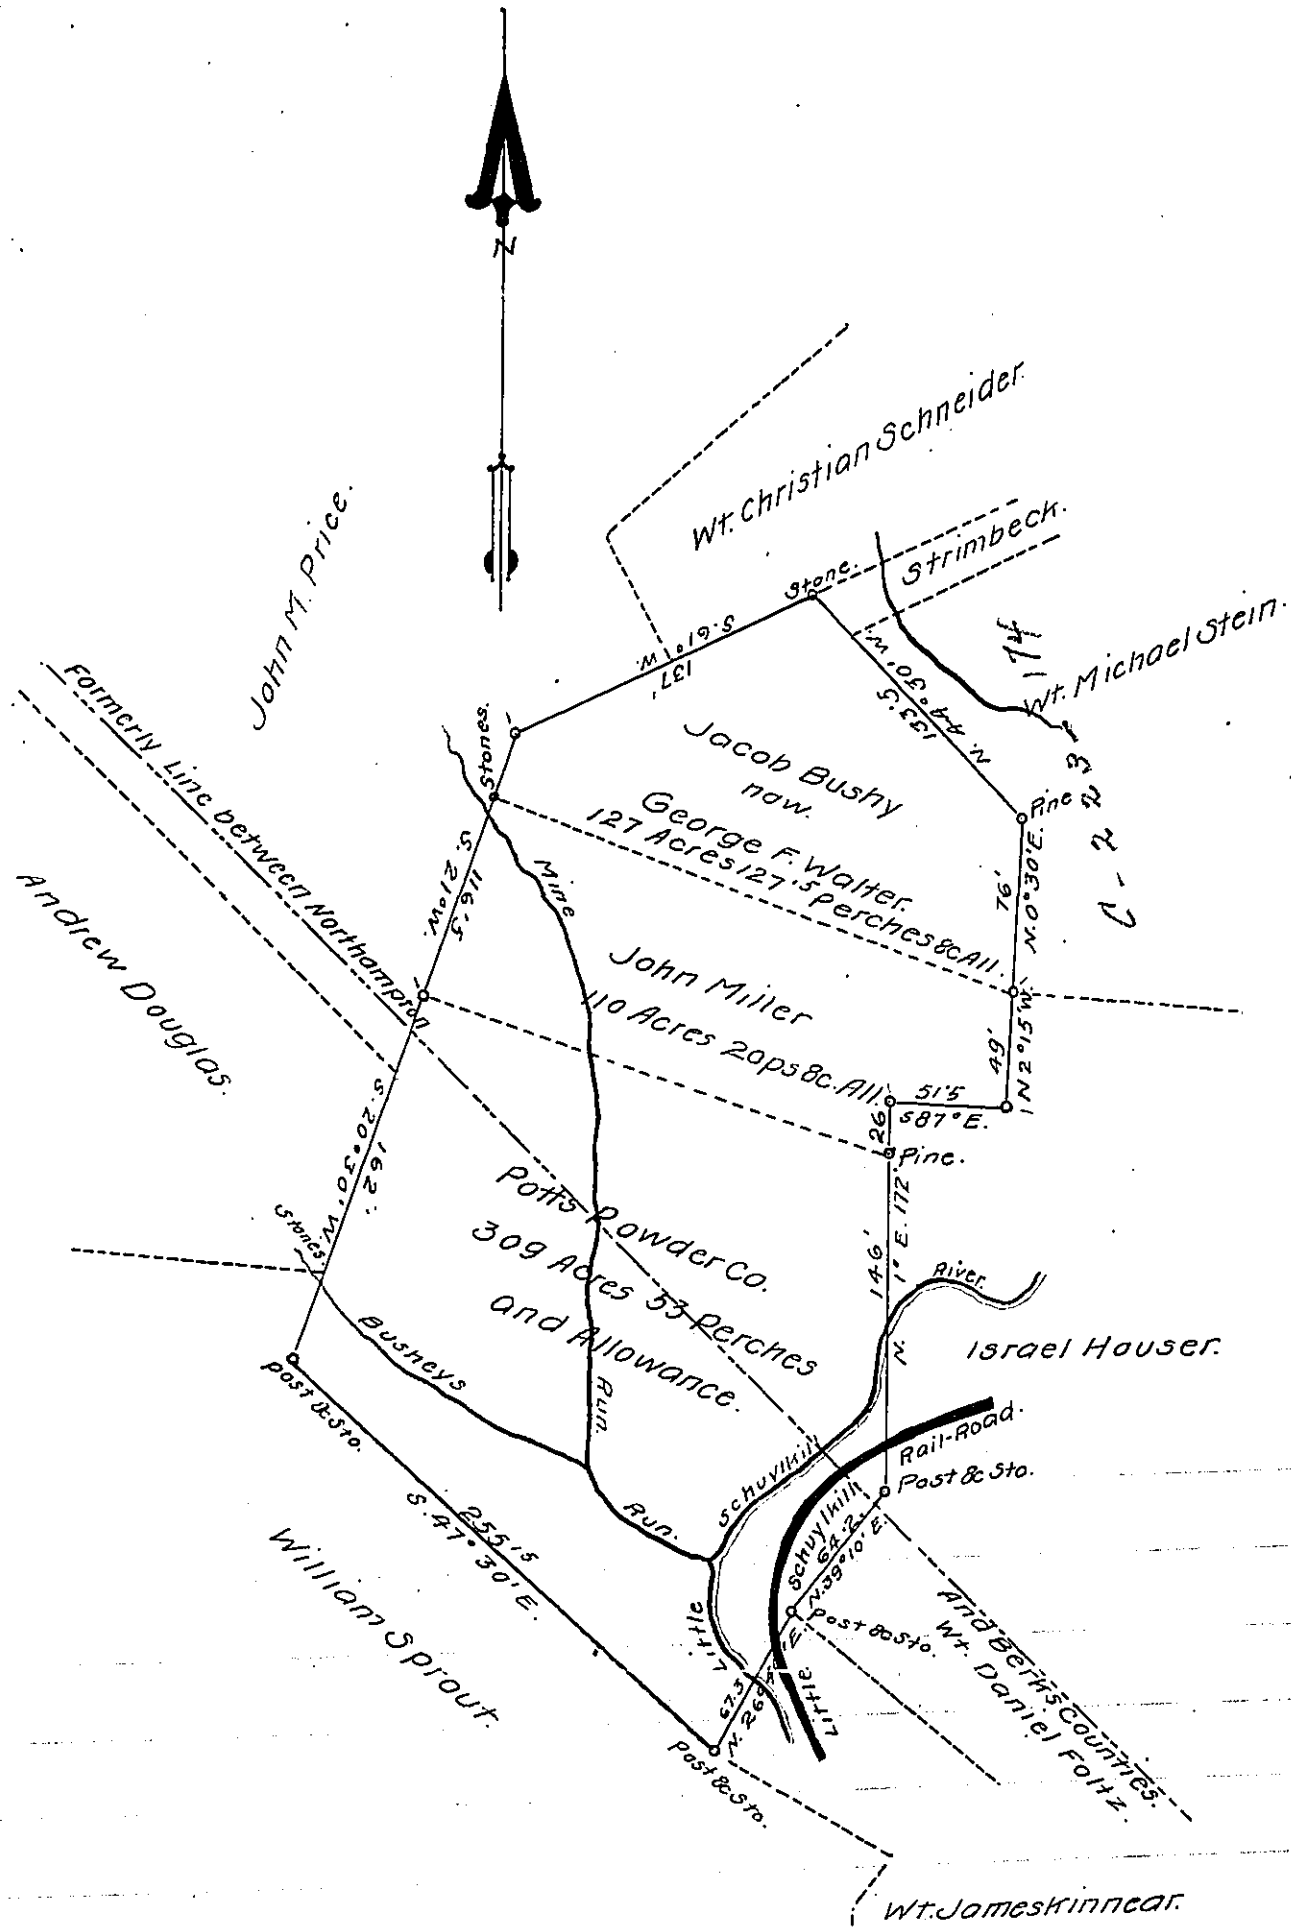 N
Wt. Christian Schneider.
John M. Price.
Strimbeck.
Stone.
174
Wt. Michael Stein.
S. 61° W.
137'
N. 44° 30' W.
133'5
C-223
Formerly Line between Northampton
Stones.
Jacob Bushy
now.
George F. Walter.
127 Acres 127'5 perches &c All.
Pine
76'
N. 0° 30' E.
S. 21° W.
116'5
Mine
Andrew Douglas.
John Miller
110 Acres 20 ps &c. All.
49'
N 2° 15' W.
51'5
S 87° E.
26
Pine.
S. 20° 30' W.
162'
Stones.
Potts Powder Co.
309 Acres 53 Perches
and Allowance.
146'
N. 1° E. 172'
River.
Israel Houser.
Busheys
Run.
Post & Sto.
Rail-Road.
Post &c Sto.
Schuylkill
Schuylkill
64'2
N. 39° 10' E.
Run.
255'5
S. 47° 30' E.
William Sprout.
Little
Post &c Sto.
Little
67.3
N. 26°
E.
Post &c Sto.
And Berks Counties.
Wt. Daniel Foltz.
Wt. James Kinnear.